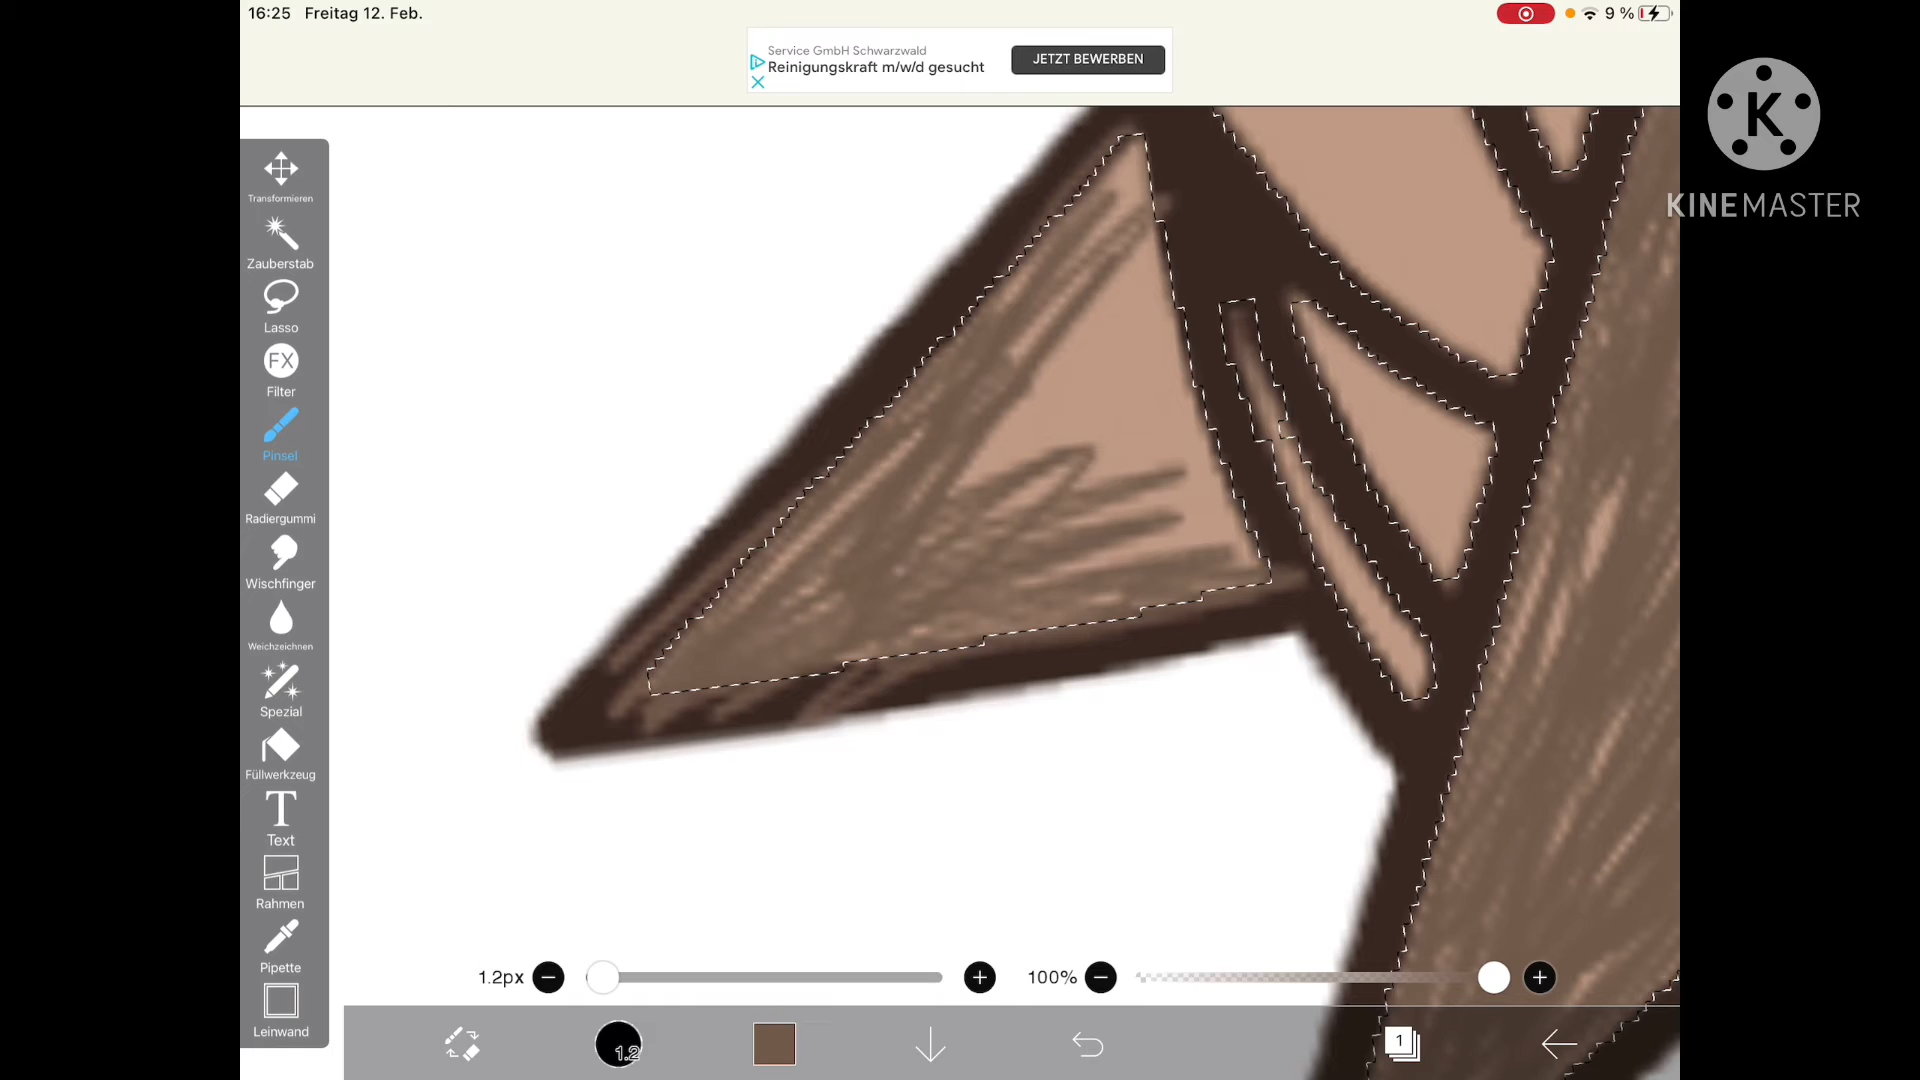 16:25 Freitag 12. Feb.
9 %
Service GmbH Schwarzwald
Reinigungskraft m/w/d gesucht
JETZT BEWERBEN
K
KINEMASTER
Transformieren
Zauberstab
Lasso
FX
Filter
Pinsel
Radiergummi
Wischfinger
Weichzeichnen
Spezial
Füllwerkzeug
T
Text
Rahmen
Pipette
Leinwand
1.2px
100%
1.2
1